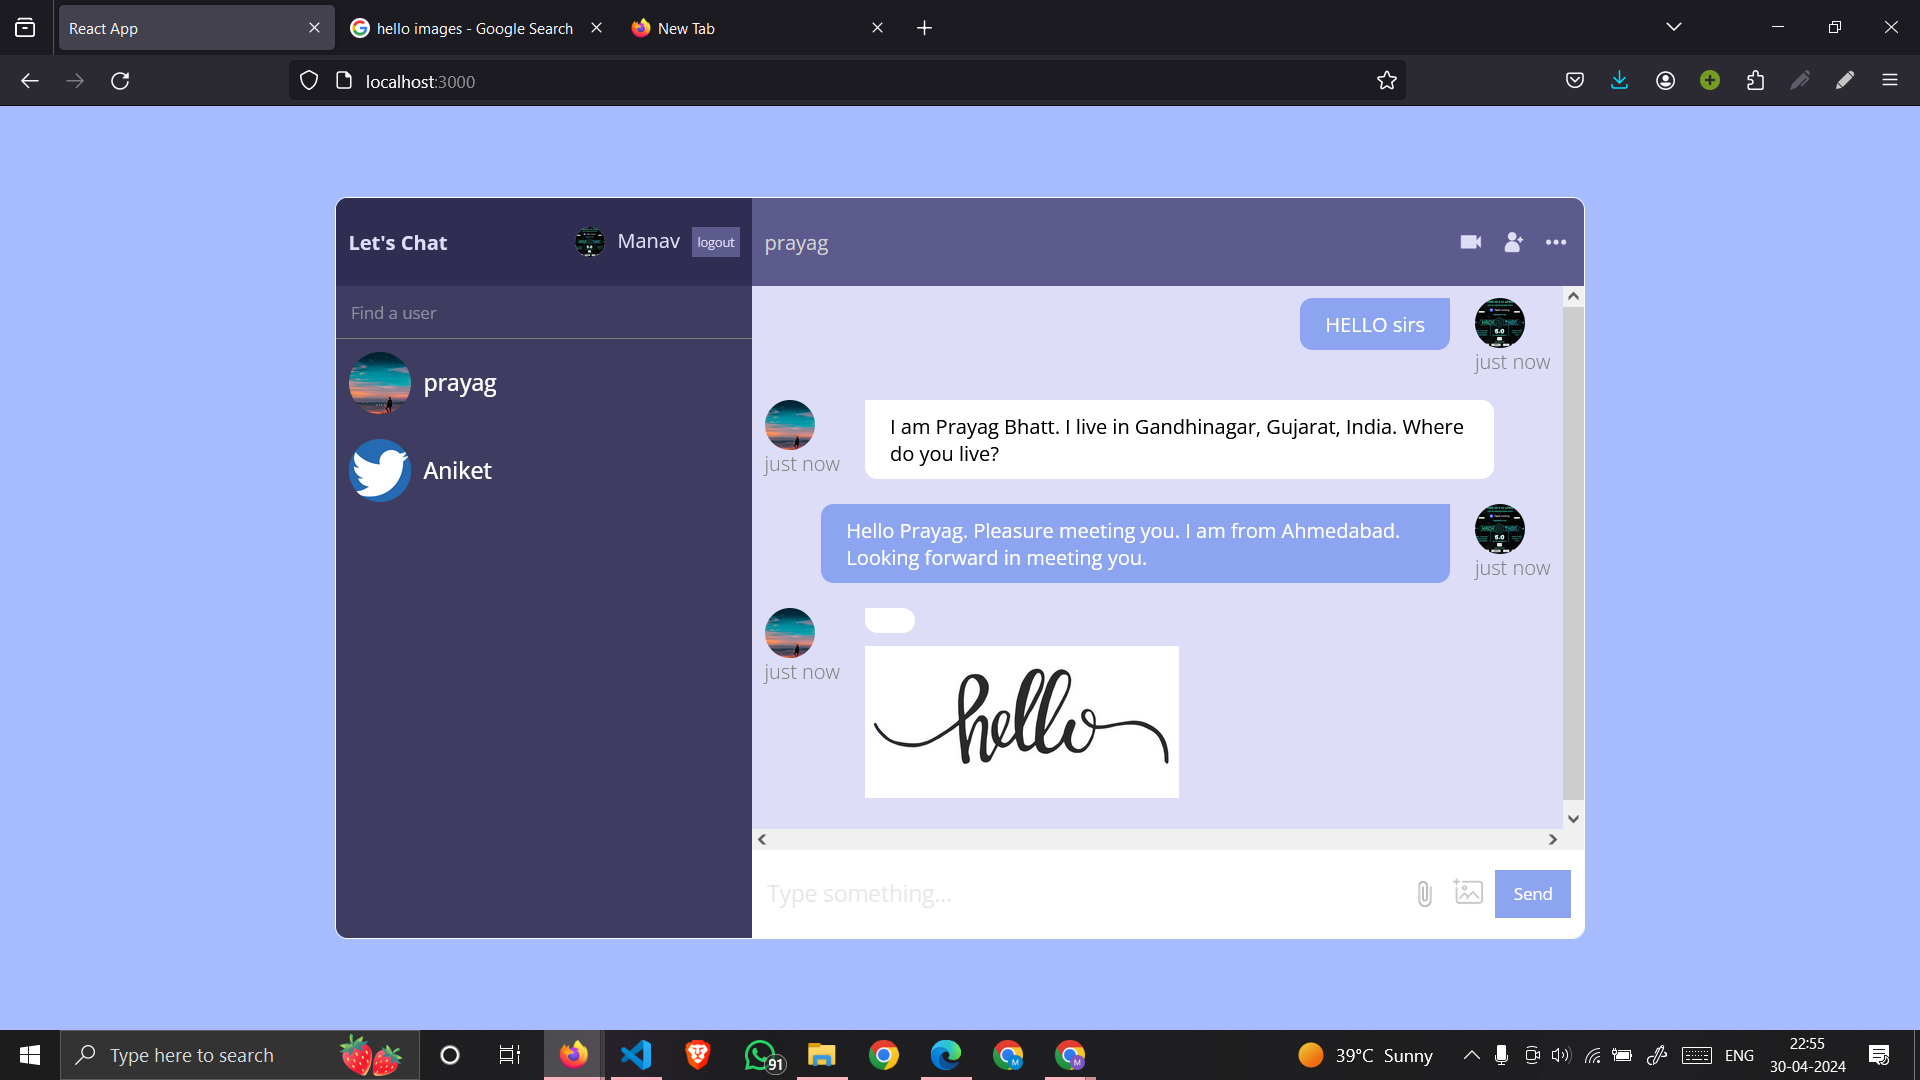 React App
hello images - Google Search
New Tab
localhost:3000
Let's Chat
Manav
logout
prayag
Find a user
prayag
Aniket
HELLO sirs
just now
I am Prayag Bhatt. I live in Gandhinagar, Gujarat, India. Where
do you live?
just now
Hello Prayag. Pleasure meeting you. I am from Ahmedabad.
Looking forward in meeting you.
just now
just now
hello
Type something...
Send
Type here to search
91
39°C Sunny
ENG
22:55
30-04-2024